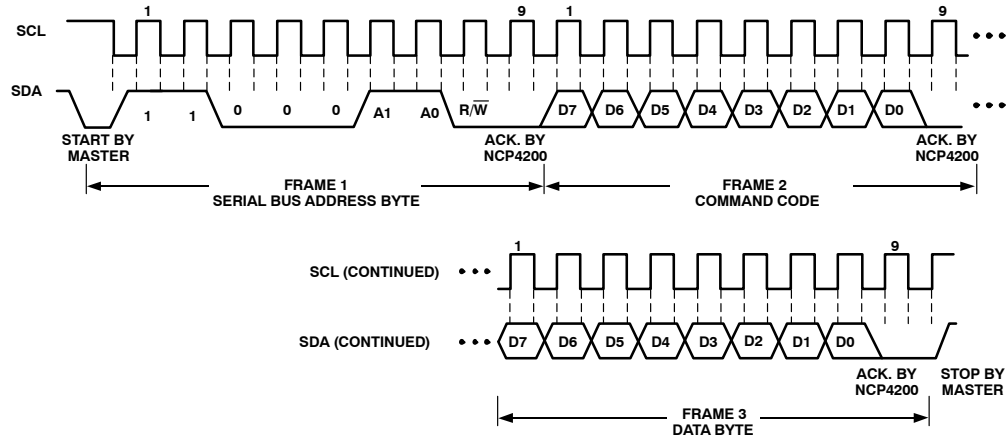 1 9 1 9
SCL
SDA
1 1 0 0 0 A1 A0 R/W̅ D7 D6 D5 D4 D3 D2 D1 D0
START BY
MASTER
ACK. BY
NCP4200
ACK. BY
NCP4200
FRAME 1
SERIAL BUS ADDRESS BYTE
FRAME 2
COMMAND CODE
1 9
SCL (CONTINUED)
SDA (CONTINUED)
D7 D6 D5 D4 D3 D2 D1 D0
ACK. BY
NCP4200
STOP BY
MASTER
FRAME 3
DATA BYTE